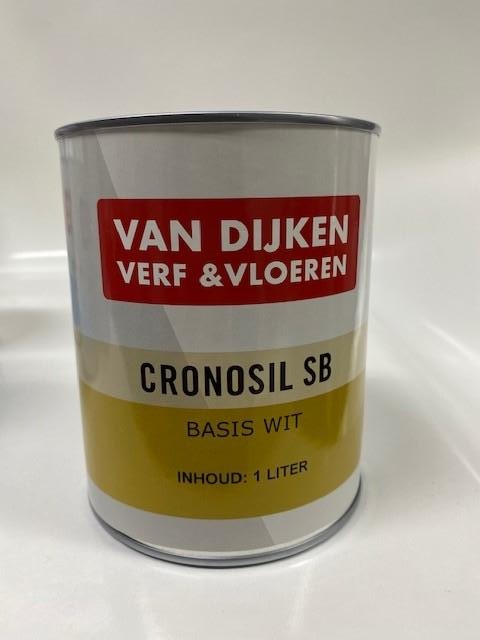 VAN DIJKEN
VERF & VLOEREN
CRONOSIL SB
BASIS WIT
INHOUD: 1 LITER